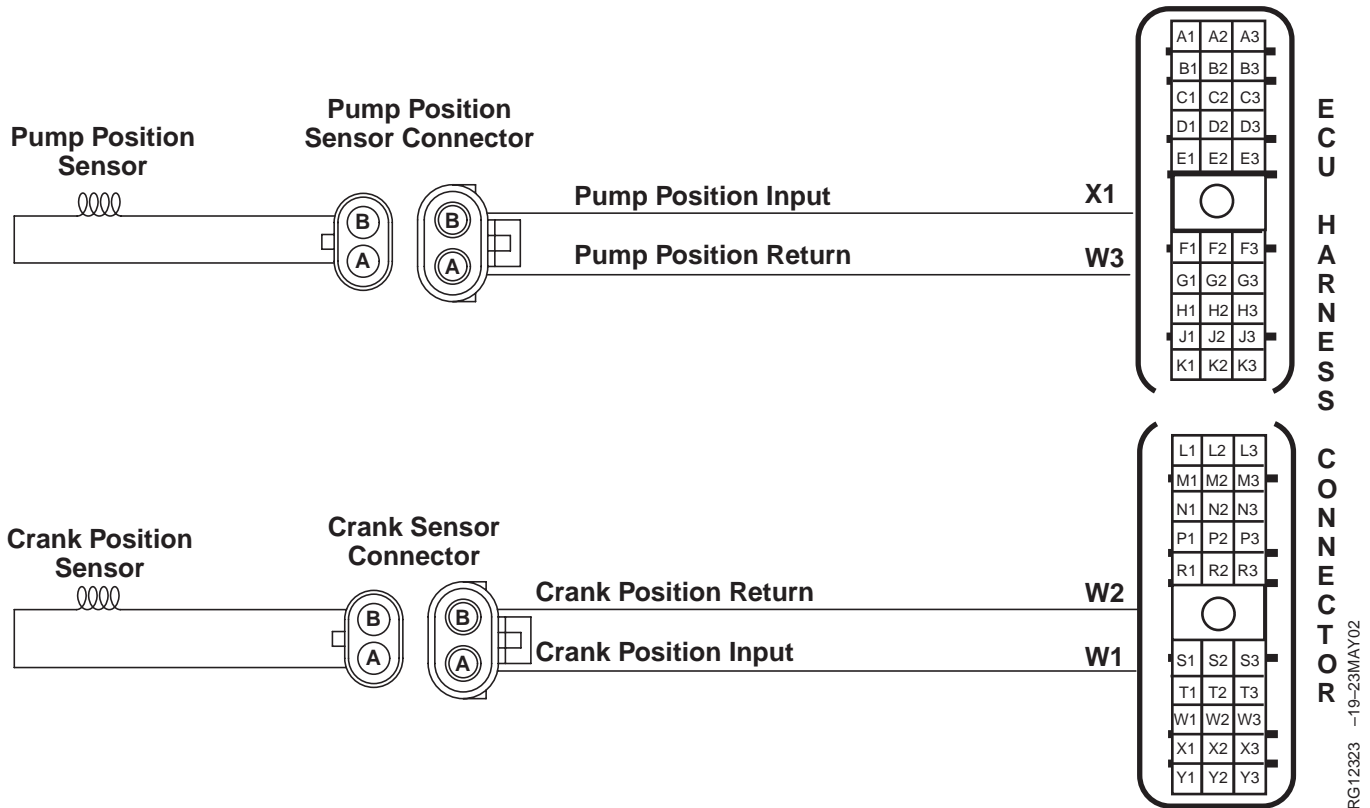 Pump Position
Sensor
Pump Position
Sensor Connector
B
A
B
A
Pump Position Input
X1
Pump Position Return
W3
A1 A2 A3
B1 B2 B3
C1 C2 C3
D1 D2 D3
E1 E2 E3
F1 F2 F3
G1 G2 G3
H1 H2 H3
J1 J2 J3
K1 K2 K3
Crank Position
Sensor
Crank Sensor
Connector
B
A
B
A
Crank Position Return
W2
Crank Position Input
W1
L1 L2 L3
M1 M2 M3
N1 N2 N3
P1 P2 P3
R1 R2 R3
S1 S2 S3
T1 T2 T3
W1 W2 W3
X1 X2 X3
Y1 Y2 Y3
ECU HARNESS CONNECTOR
RG12323 –19–23MAY02